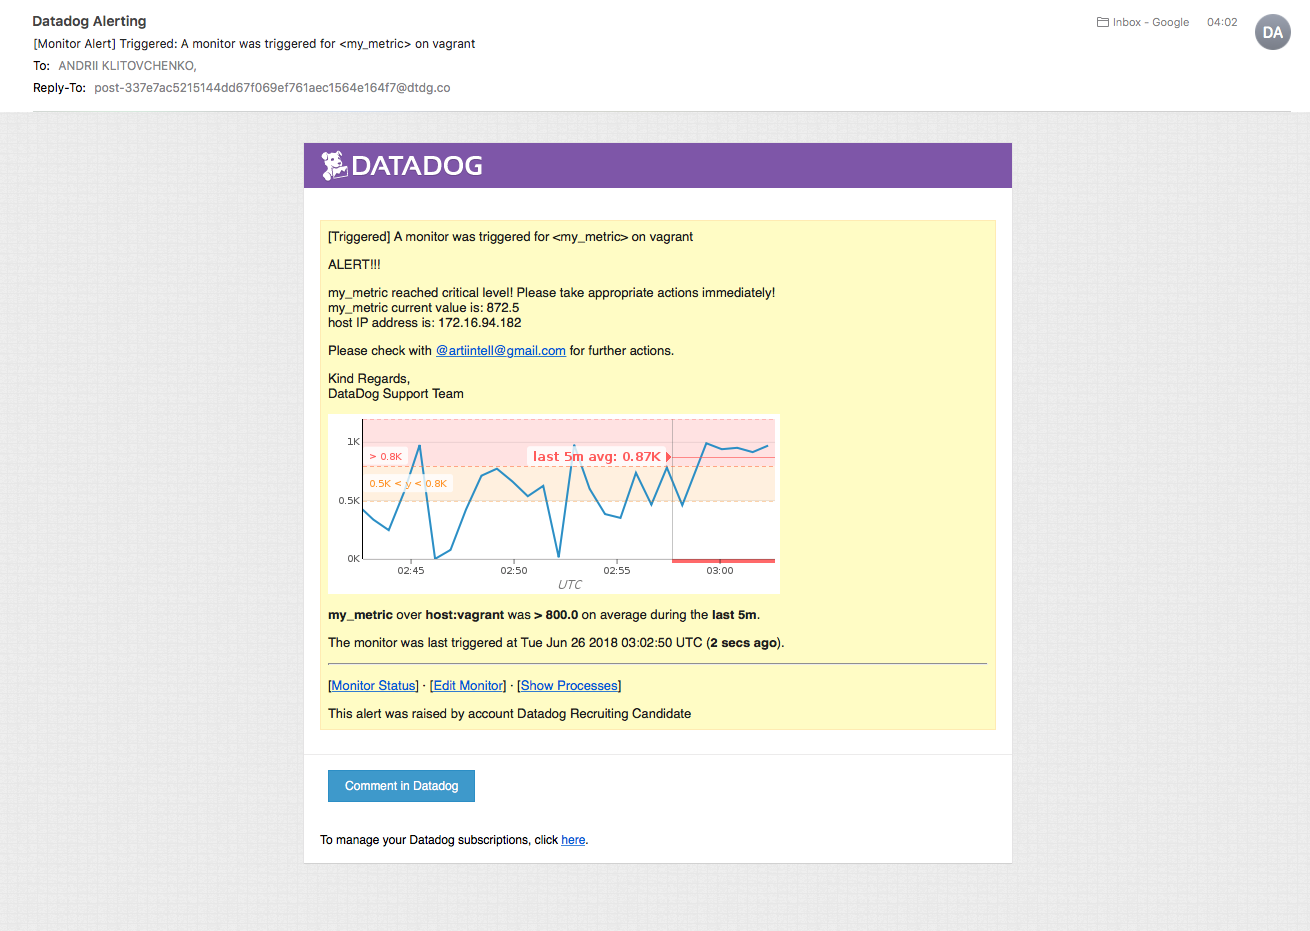 Datadog Alerting
Inbox - Google 04:02
DA
[Monitor Alert] Triggered: A monitor was triggered for <my_metric> on vagrant
To: ANDRII KLITOVCHENKO,
Reply-To: post-337e7ac5215144dd67f069ef761aec1564e164f7@dtdg.co
DATADOG
[Triggered] A monitor was triggered for <my_metric> on vagrant
ALERT!!!
my_metric reached critical level! Please take appropriate actions immediately!
my_metric current value is: 872.5
host IP address is: 172.16.94.182
Please check with @artiintell@gmail.com for further actions.
Kind Regards,
DataDog Support Team
1K
> 0.8K
last 5m avg: 0.87K
0.5K < y < 0.8K
0.5K
0K
02:45 02:50 02:55 03:00
UTC
my_metric over host:vagrant was > 800.0 on average during the last 5m.
The monitor was last triggered at Tue Jun 26 2018 03:02:50 UTC (2 secs ago).
[Monitor Status] · [Edit Monitor] · [Show Processes]
This alert was raised by account Datadog Recruiting Candidate
Comment in Datadog
To manage your Datadog subscriptions, click here.